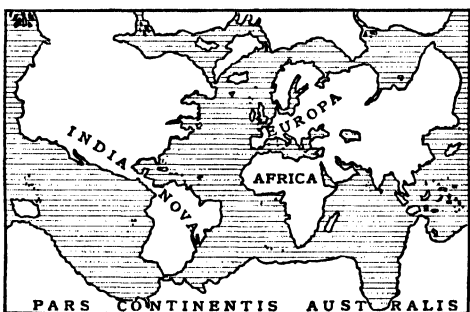 EUROPA
INDIA
AFRICA
NOVA
PARS CONTINENTIS AUSTRALIS